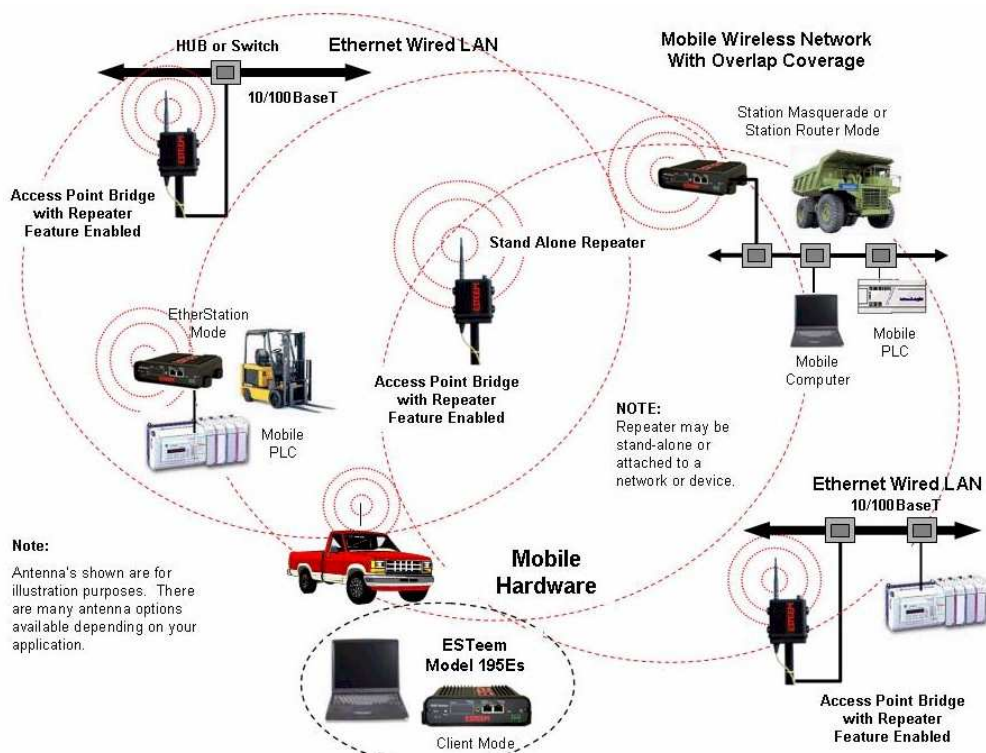 HUB or Switch
Ethernet Wired LAN
10/100BaseT
Mobile Wireless Network
With Overlap Coverage
Station Masquerade or
Station Router Mode
ESTEEM
Access Point Bridge
with Repeater
Feature Enabled
Stand Alone Repeater
ESTEEM
Access Point Bridge
with Repeater
Feature Enabled
EtherStation
Mode
Mobile
PLC
Mobile
Computer
Mobile
PLC
NOTE:
Repeater may be
stand-alone or
attached to a
network or device.
Ethernet Wired LAN
10/100BaseT
Note:
Antenna's shown are for
illustration purposes. There
are many antenna options
available depending on your
application.
Mobile
Hardware
ESTeem
Model 195Es
ESTEEM
Client Mode
ESTEEM
Access Point Bridge
with Repeater
Feature Enabled